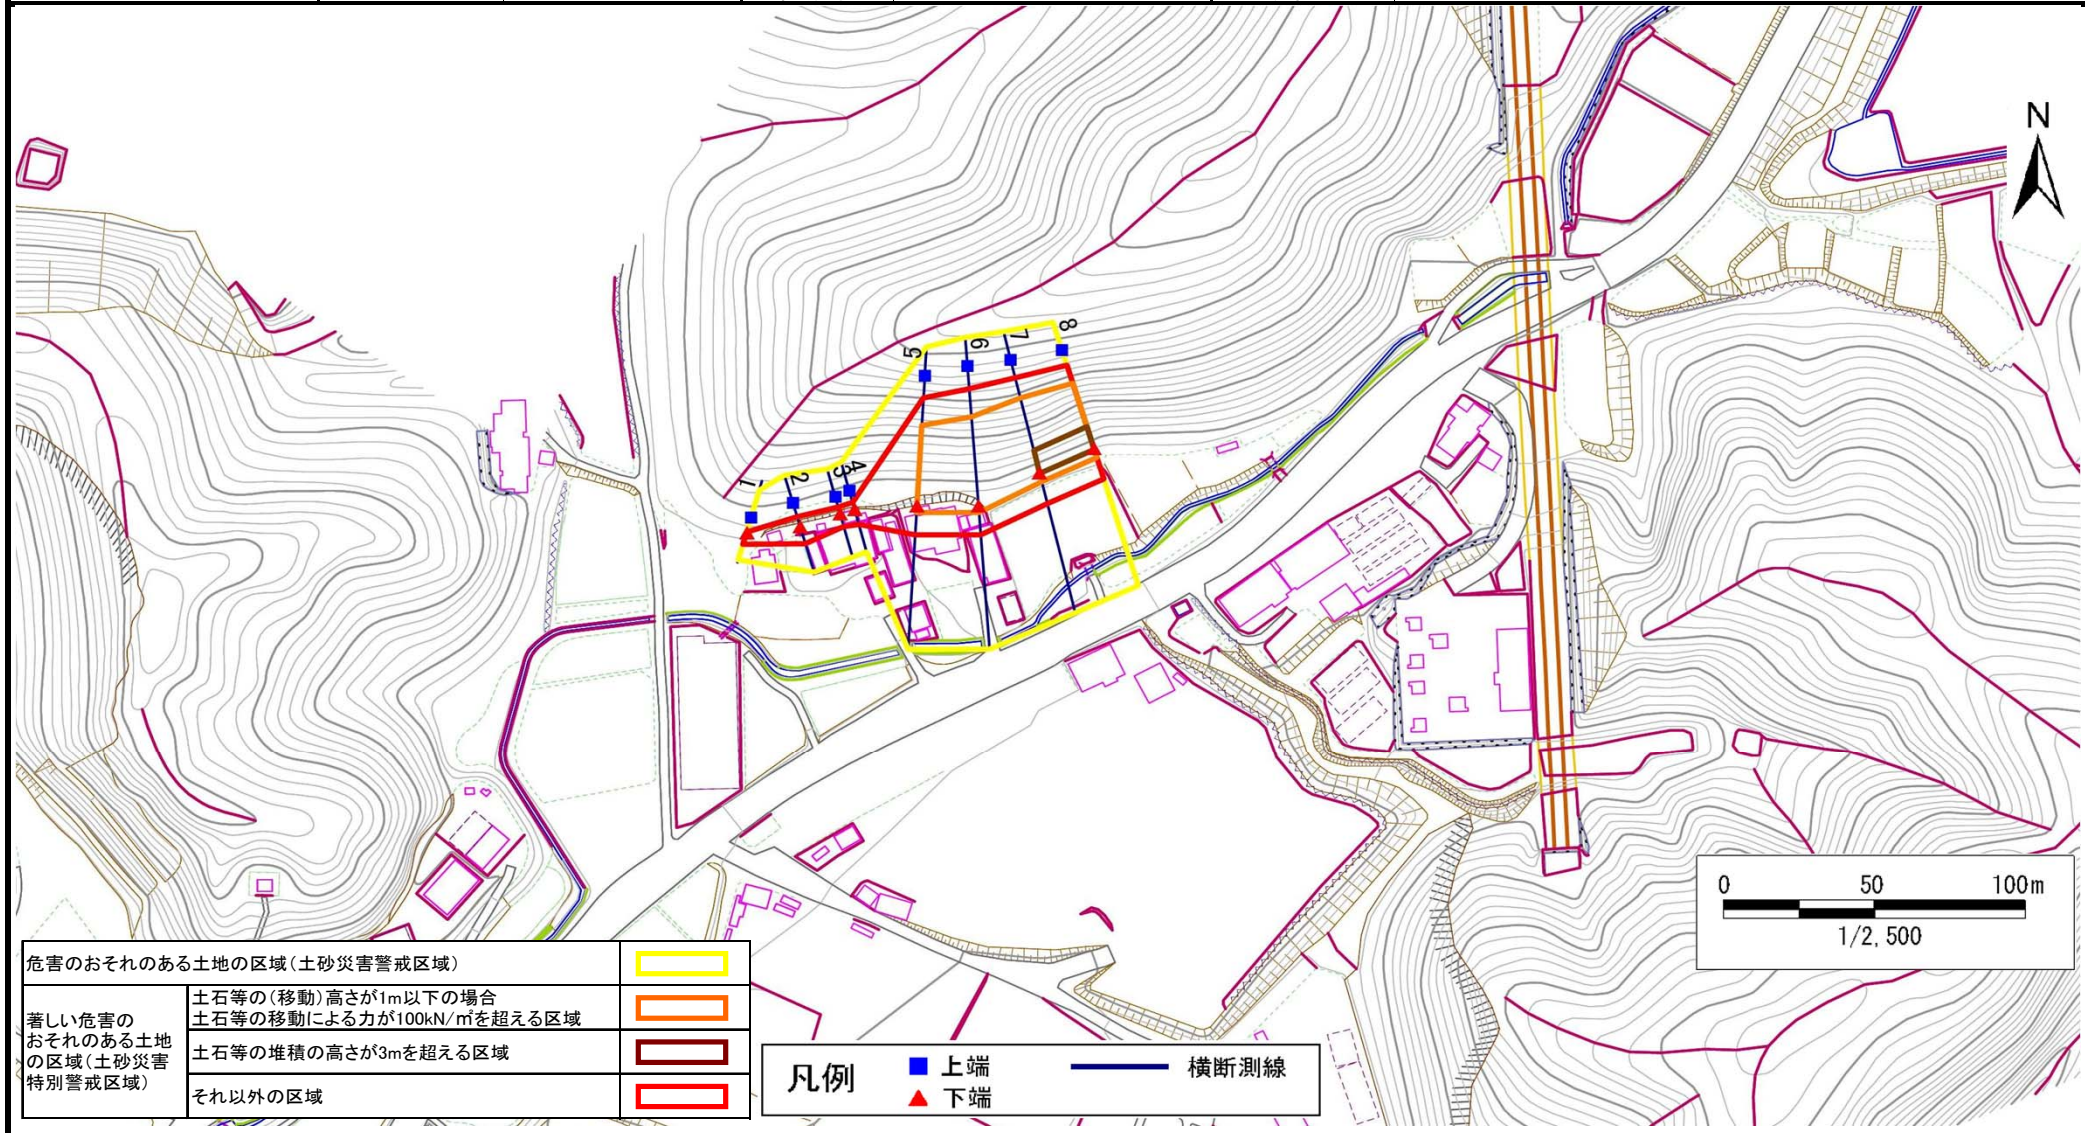 N
8
7
6
5
4
3
2
1
0 50 100m
1/2,500
危害のおそれのある土地の区域(土砂災害警戒区域)
著しい危害の
おそれのある土地
の区域(土砂災害
特別警戒区域)
土石等の(移動)高さが1m以下の場合
土石等の移動による力が100kN/㎡を超える区域
土石等の堆積の高さが3mを超える区域
それ以外の区域
凡例
上端
下端
横断測線